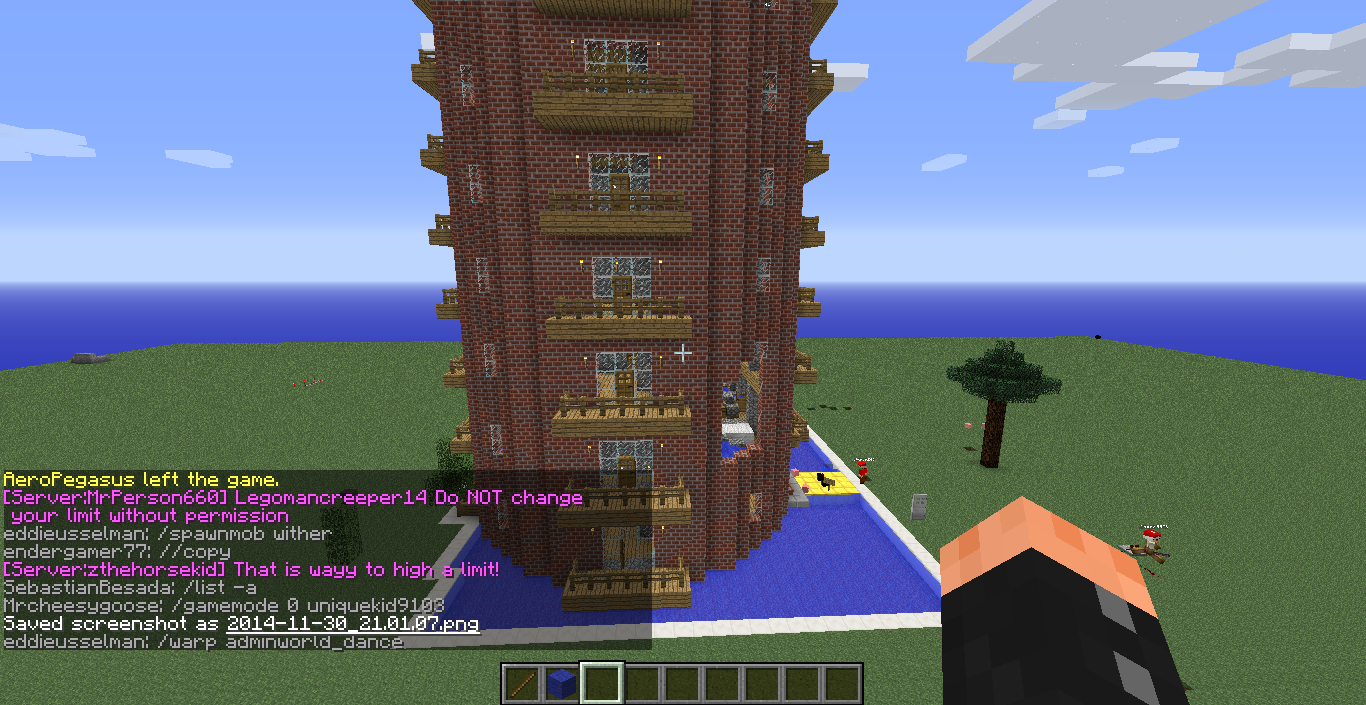 AeroPegasus left the game.
[Server:MrPerson660] Legomancreeper14 Do NOT change
your limit without permission
eddieusselman: /spawnmob wither
endergamer77: //copy
[Server:zthehorsekid] That is wayy to high a limit!
SebastianBesada: /list -a
Mrcheesygoose: /gamemode 0 uniquekid9103
Saved screenshot as 2014-11-30_21.01.07.png
eddieusselman: /warp adminworld_dance